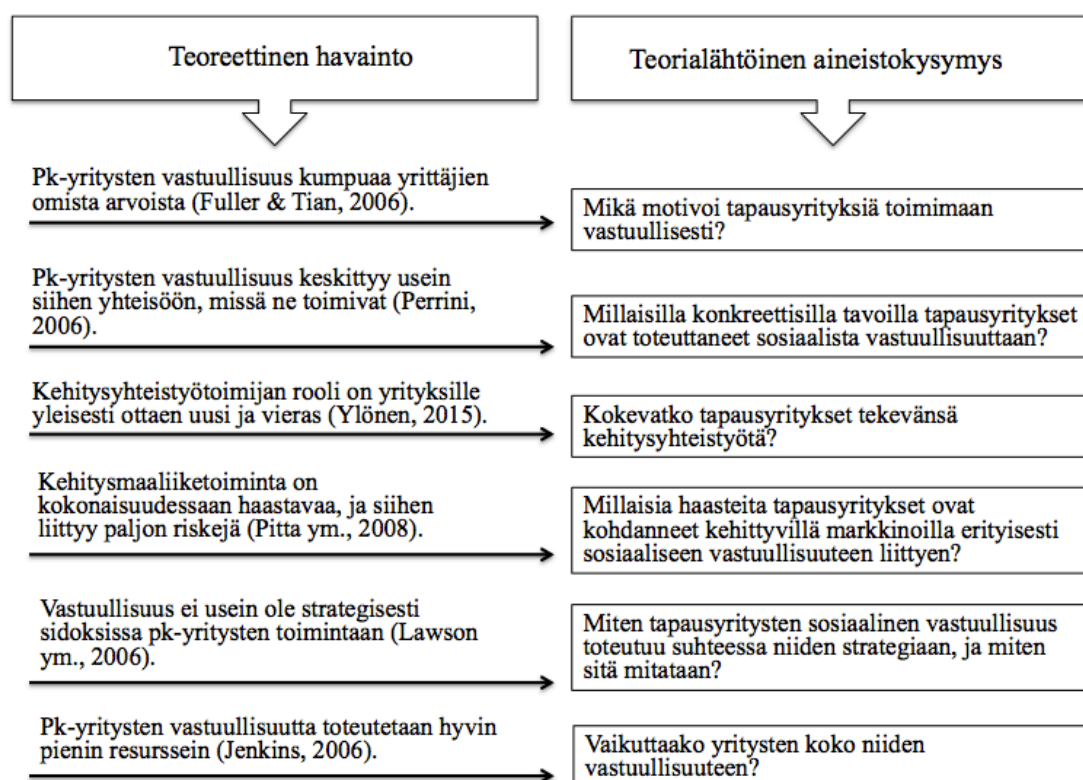 Teoreettinen havainto
Teorialähtöinen aineistokysymys
Pk-yritysten vastuullisuus kumpuaa yrittäjien
omista arvoista (Fuller & Tian, 2006).
Mikä motivoi tapausyrityksiä toimimaan
vastuullisesti?
Pk-yritysten vastuullisuus keskittyy usein
siihen yhteisöön, missä ne toimivat (Perrini,
2006).
Millaisilla konkreettisilla tavoilla tapausyritykset
ovat toteuttaneet sosiaalista vastuullisuuttaan?
Kehitysyhteistyötoimijan rooli on yrityksille
yleisesti ottaen uusi ja vieras (Ylönen, 2015).
Kokevatko tapausyritykset tekevänsä
kehitysyhteistyötä?
Kehitysmaaliiketoiminta on
kokonaisuudessaan haastavaa, ja siihen
liittyy paljon riskejä (Pitta ym., 2008).
Millaisia haasteita tapausyritykset ovat
kohdanneet kehittyvillä markkinoilla erityisesti
sosiaaliseen vastuullisuuteen liittyen?
Vastuullisuus ei usein ole strategisesti
sidoksissa pk-yritysten toimintaan (Lawson
ym., 2006).
Miten tapausyritysten sosiaalinen vastuullisuus
toteutuu suhteessa niiden strategiaan, ja miten
sitä mitataan?
Pk-yritysten vastuullisuutta toteutetaan hyvin
pienin resurssein (Jenkins, 2006).
Vaikuttaako yritysten koko niiden
vastuullisuuteen?